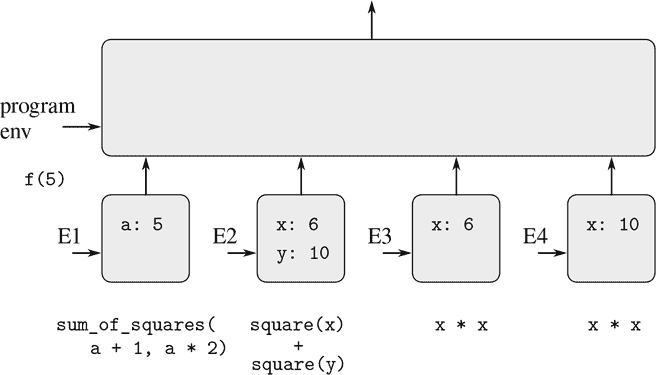 program
env
f(5)
E1
a: 5
E2
x: 6
y: 10
E3
x: 6
E4
x: 10
sum_of_squares(
a + 1, a * 2)
square(x)
+
square(y)
x * x
x * x